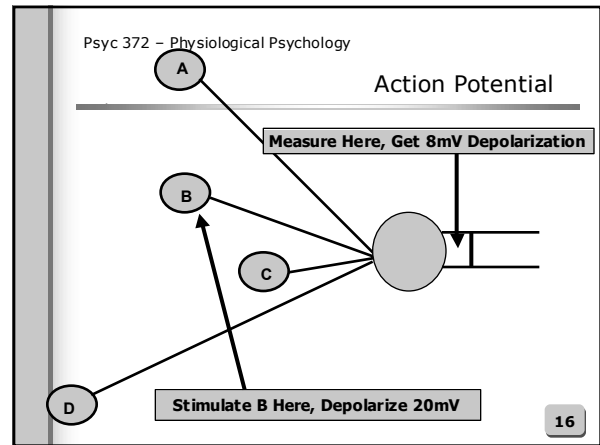 Psyc 372 – Physiological Psychology
A
Action Potential
Measure Here, Get 8mV Depolarization
B
C
D
Stimulate B Here, Depolarize 20mV
16